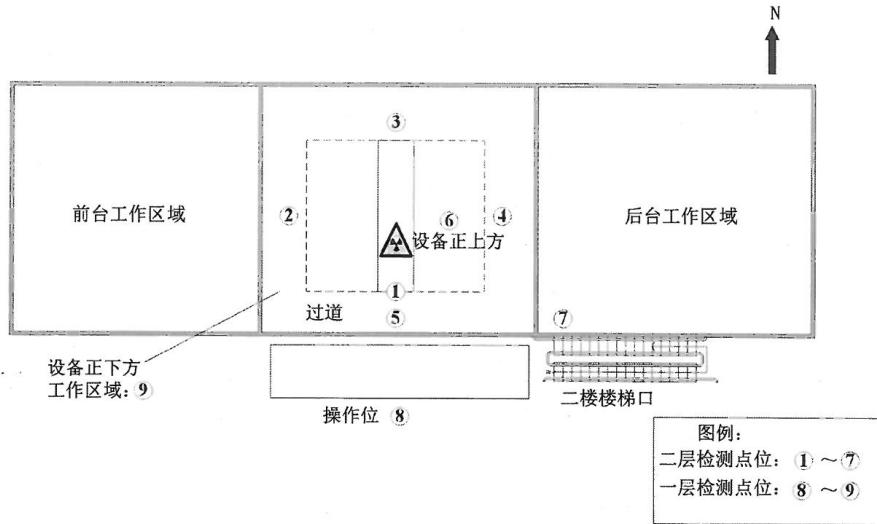 N
③
前台工作区域
②
⑥
④
后台工作区域
设备正上方
①
过道
⑤
⑦
设备正下方
工作区域：⑨
操作位 ⑧
二楼楼梯口
图例：
二层检测点位：①～⑦
一层检测点位：⑧～⑨